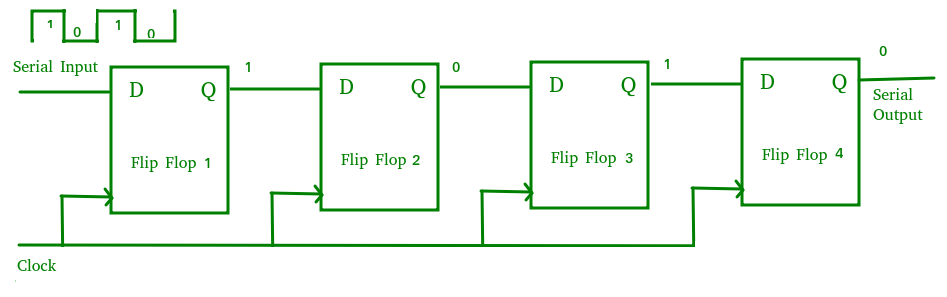 1 0 1 0
Serial Input
1
0
1
0
D Q
D Q
D Q
D Q
Serial
Output
Flip Flop 1
Flip Flop 2
Flip Flop 3
Flip Flop 4
Clock